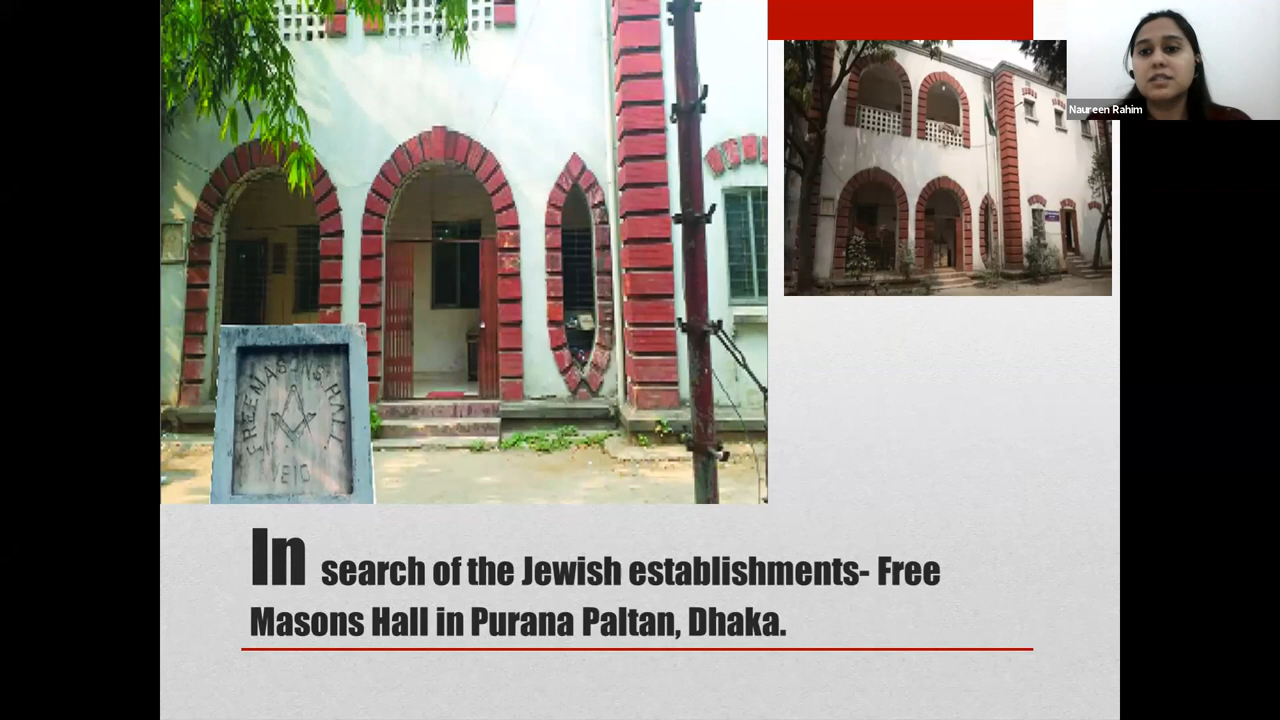 Naureen Rahim
FREEMASONS HALL
1910
In search of the Jewish establishments- Free
Masons Hall in Purana Paltan, Dhaka.